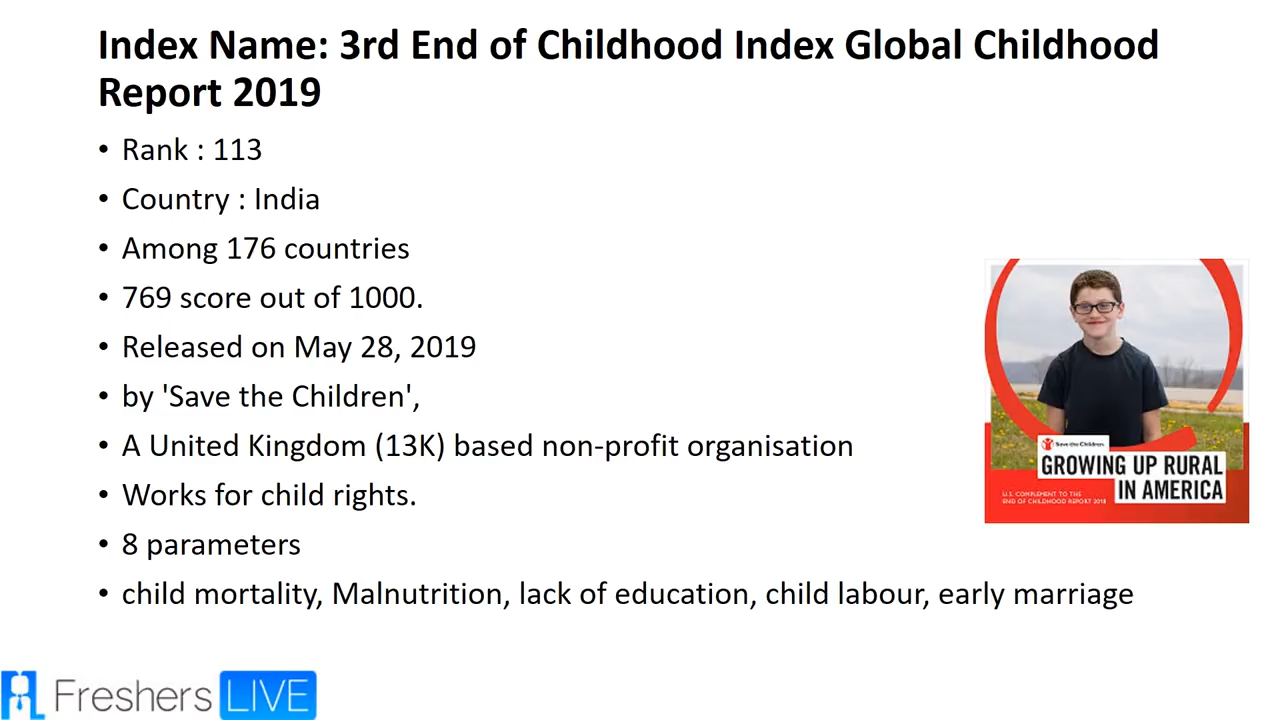 Index Name: 3rd End of Childhood Index Global Childhood
Report 2019
• Rank : 113
• Country : India
• Among 176 countries
• 769 score out of 1000.
• Released on May 28, 2019
• by 'Save the Children',
• A United Kingdom (13K) based non-profit organisation
• Works for child rights.
• 8 parameters
• child mortality, Malnutrition, lack of education, child labour, early marriage
Save the Children
GROWING UP RURAL
IN AMERICA
U.S. COMPLEMENT TO THE
END OF CHILDHOOD REPORT 2018
Freshers LIVE